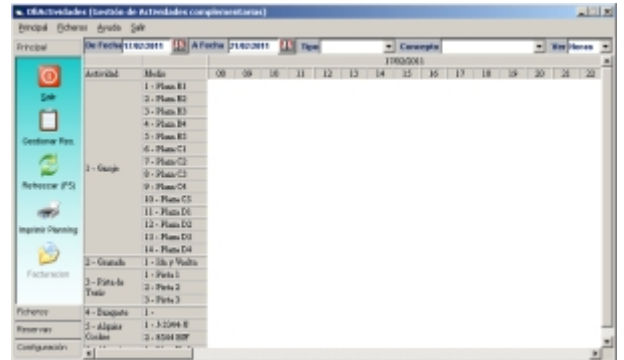 OfiActividades (Gestión de Actividades complementarias)
Principal Ficheros Ayuda Salir
Principal
De Fecha 11/02/2011 A Fecha 21/02/2011 Tipo Concepto Ver Horas
17/02/2011
Actividad Medio 08 09 10 11 12 13 14 15 16 17 18 19 20 21 22
Salir
Gestionar Res.
Refrescar (F5)
Imprimir Planning
Facturacion
Ficheros
Reservas
Configuración
1 - Garaje
1 - Plaza B1
2 - Plaza B2
3 - Plaza B3
4 - Plaza B4
5 - Plaza B5
6 - Plaza C1
7 - Plaza C2
8 - Plaza C3
9 - Plaza C4
10 - Plaza C5
11 - Plaza D1
12 - Plaza D2
13 - Plaza D3
14 - Plaza D4
2 - Granada 1 - Ida y Vuelta
3 - Pista de Tenis
1 - Pista 1
2 - Pista 2
3 - Pista 3
4 - 1 -
5 - Alquiler Coches
1 -
2 -